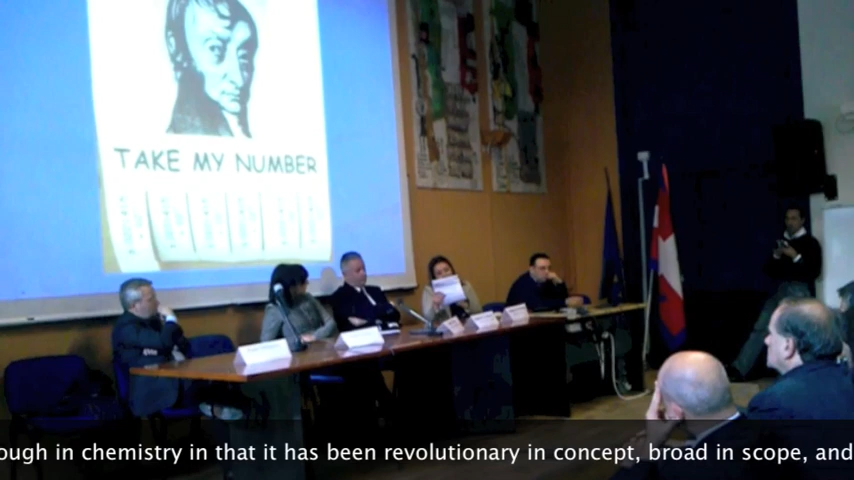 TAKE MY NUMBER
ough in chemistry in that it has been revolutionary in concept, broad in scope, and